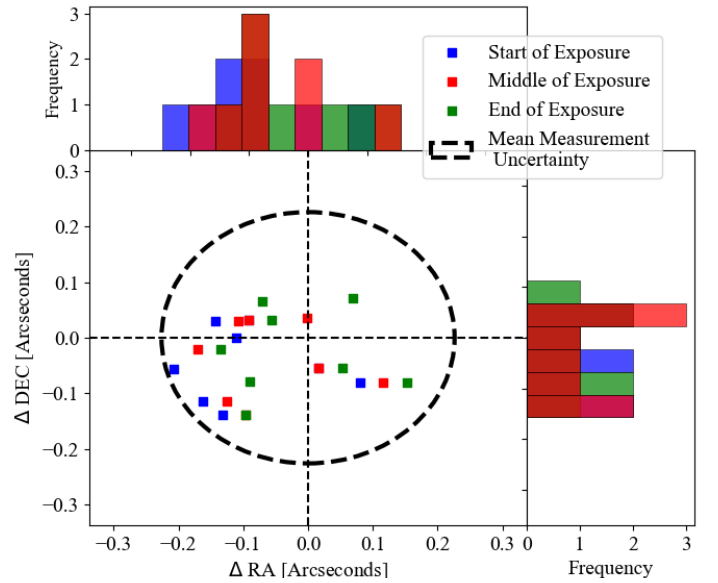 3
2
1
0
Frequency
Start of Exposure
Middle of Exposure
End of Exposure
Mean Measurement
Uncertainty
0.3
0.2
0.1
0.0
−0.1
−0.2
−0.3
Δ DEC [Arcseconds]
−0.3
−0.2
−0.1
0.0
0.1
0.2
0.3
Δ RA [Arcseconds]
0
1
2
3
Frequency